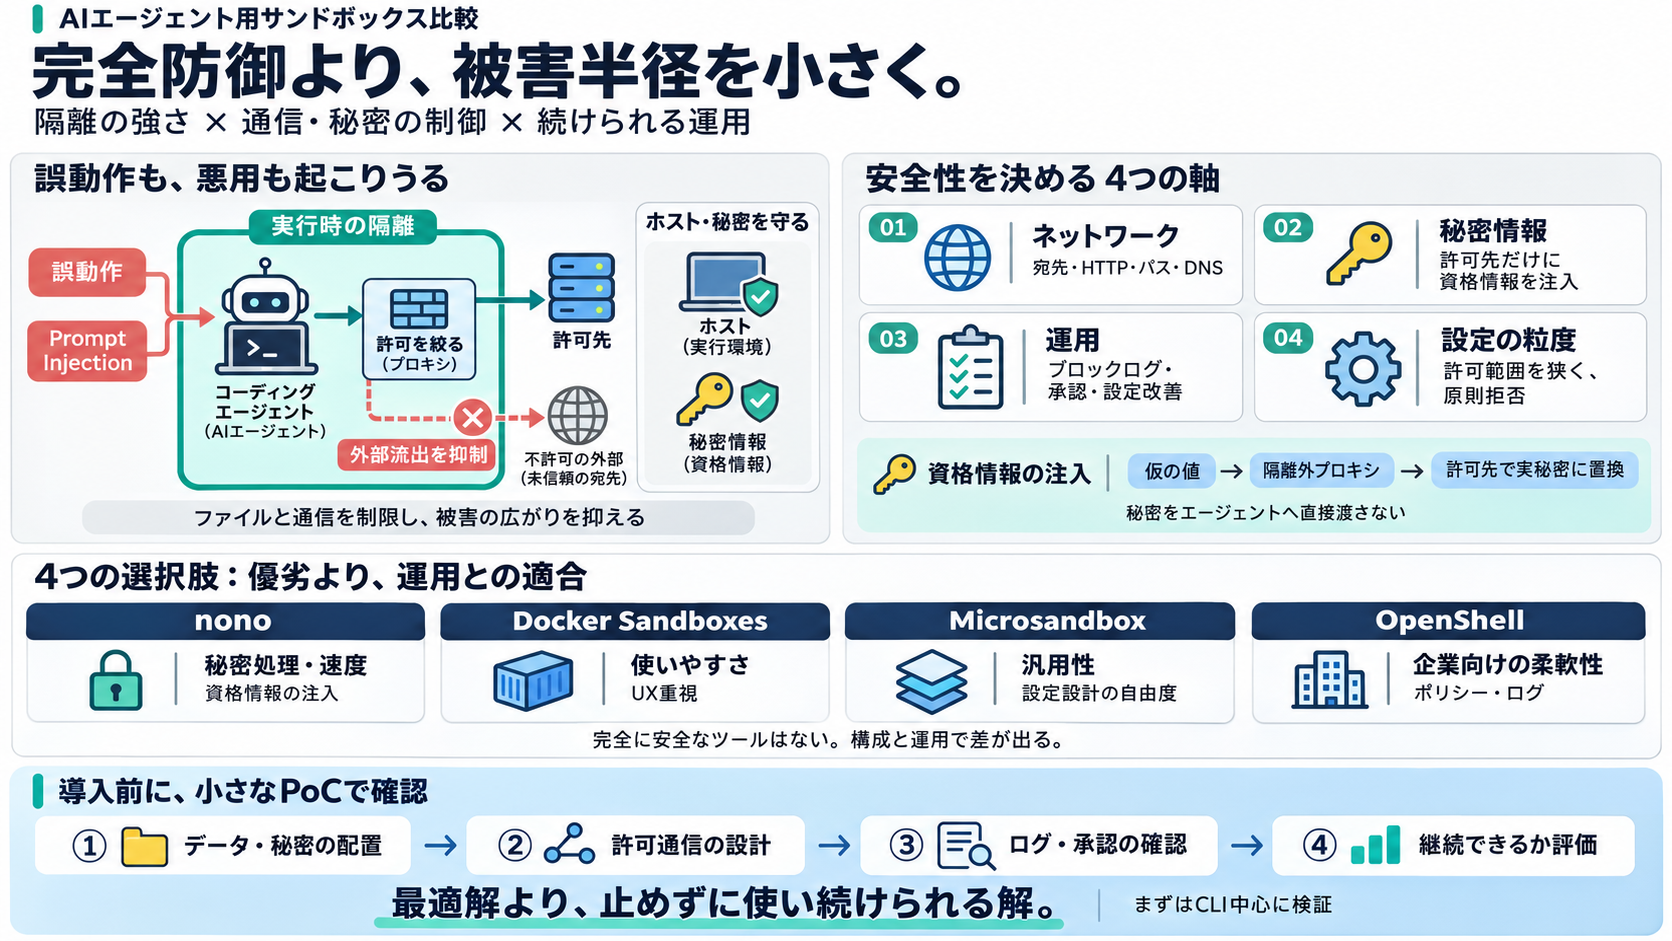 AIエージェント用サンドボックス比較
完全防御より、被害半径を小さく。
隔離の強さ × 通信・秘密の制御 × 続けられる運用
誤動作も、悪用も起こりうる
実行時の隔離
誤動作
Prompt
Injection
コーディング
エージェント
（AIエージェント）
許可を絞る
（プロキシ）
外部流出を抑制
許可先
不許可の外部
（未信頼の宛先）
ホスト・秘密を守る
ホスト
（実行環境）
秘密情報
（資格情報）
ファイルと通信を制限し、被害の広がりを抑える
安全性を決める 4つの軸
01
ネットワーク
宛先・HTTP・パス・DNS
02
秘密情報
許可先だけに
資格情報を注入
03
運用
ブロックログ・
承認・設定改善
04
設定の粒度
許可範囲を狭く、
原則拒否
資格情報の注入
仮の値 → 隔離外プロキシ → 許可先で実秘密に置換
秘密をエージェントへ直接渡さない
4つの選択肢：優劣より、運用との適合
nono
秘密処理・速度
資格情報の注入
Docker Sandboxes
使いやすさ
UX重視
Microsandbox
汎用性
設定設計の自由度
OpenShell
企業向けの柔軟性
ポリシー・ログ
完全に安全なツールはない。構成と運用で差が出る。
導入前に、小さなPoCで確認
① データ・秘密の配置
② 許可通信の設計
③ ログ・承認の確認
④ 継続できるか評価
最適解より、止めずに使い続けられる解。
まずはCLI中心に検証